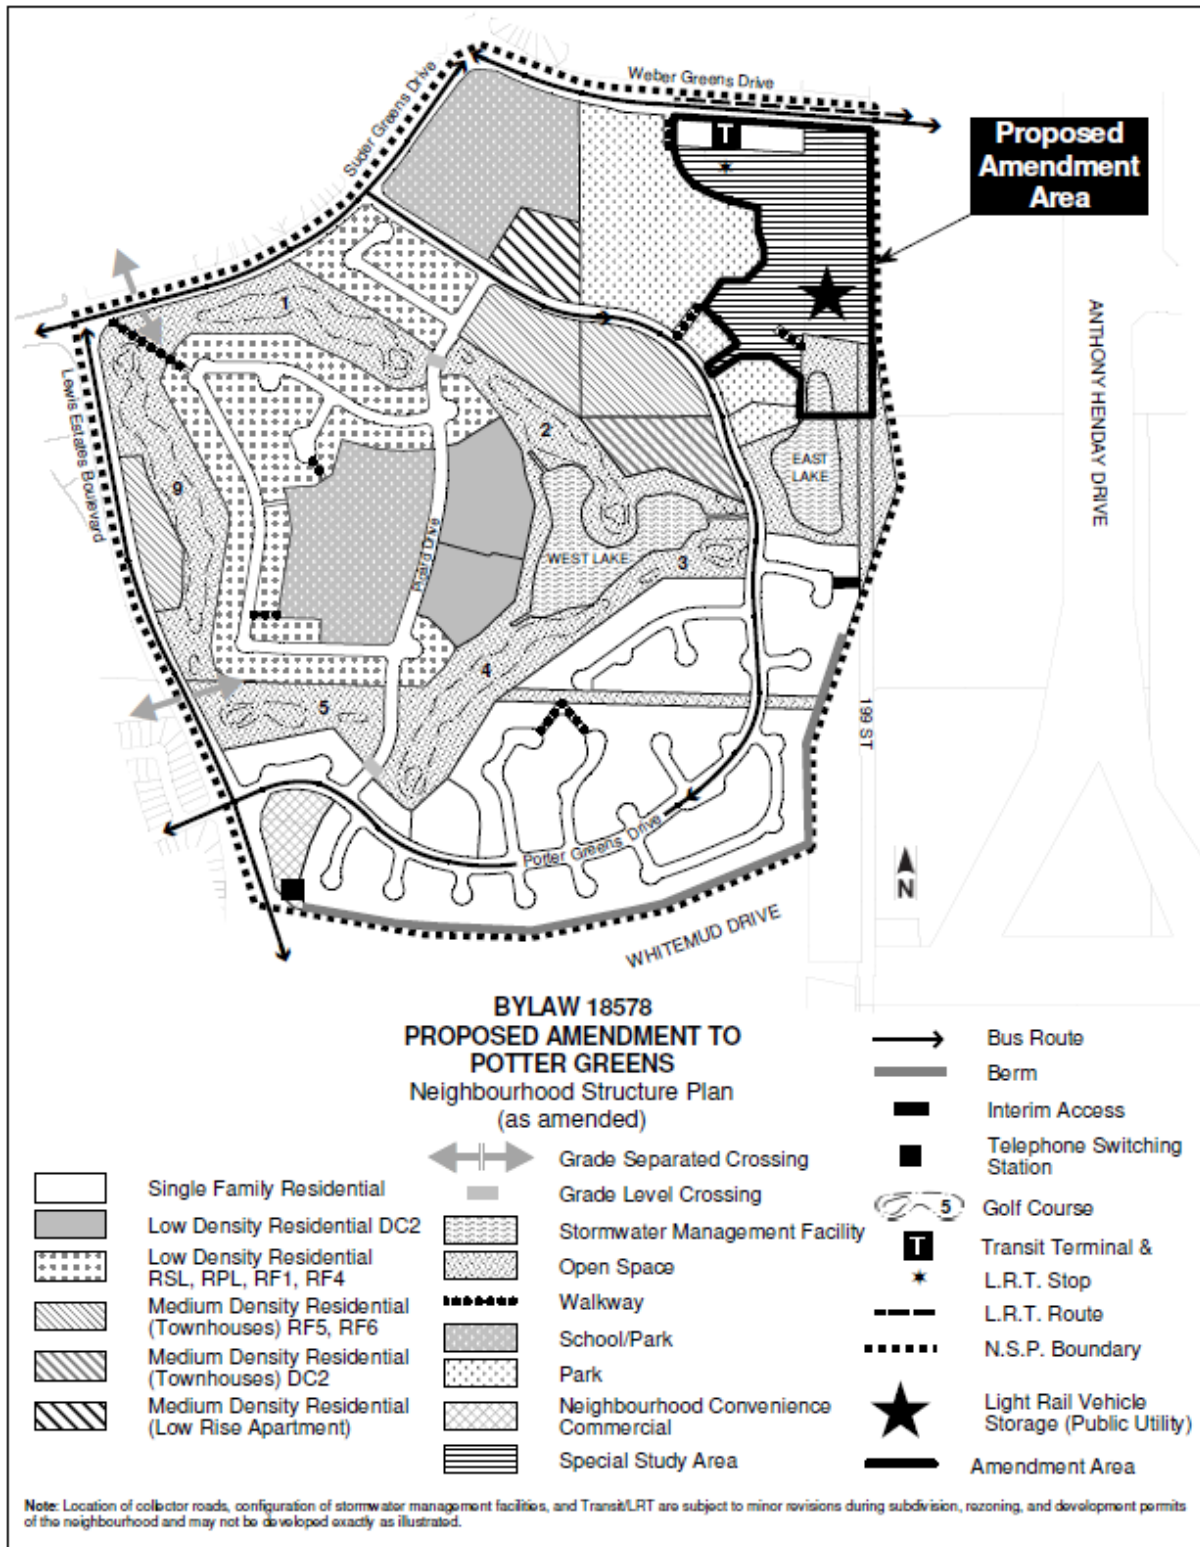 Weber Greens Drive
Suder Greens Drive
T
Proposed
Amendment
Area
1
ANTHONY HENDAY DRIVE
Lewis Estates Boulevard
2
EAST
LAKE
9
WEST LAKE
3
4
5
199 ST
Potter Greens Drive
N
WHITEMUD DRIVE
BYLAW 18578
PROPOSED AMENDMENT TO
POTTER GREENS
Neighbourhood Structure Plan
(as amended)
Single Family Residential
Low Density Residential DC2
Low Density Residential
RSL, RPL, RF1, RF4
Medium Density Residential
(Townhouses) RF5, RF6
Medium Density Residential
(Townhouses) DC2
Medium Density Residential
(Low Rise Apartment)
Grade Separated Crossing
Grade Level Crossing
Stormwater Management Facility
Open Space
Walkway
School/Park
Park
Neighbourhood Convenience
Commercial
Special Study Area
Bus Route
Berm
Interim Access
Telephone Switching
Station
5 Golf Course
T Transit Terminal &
L.R.T. Stop
L.R.T. Route
N.S.P. Boundary
Light Rail Vehicle
Storage (Public Utility)
Amendment Area
Note: Location of collector roads, configuration of stormwater management facilities, and Transit/LRT are subject to minor revisions during subdivision, rezoning, and development permits
of the neighbourhood and may not be developed exactly as illustrated.